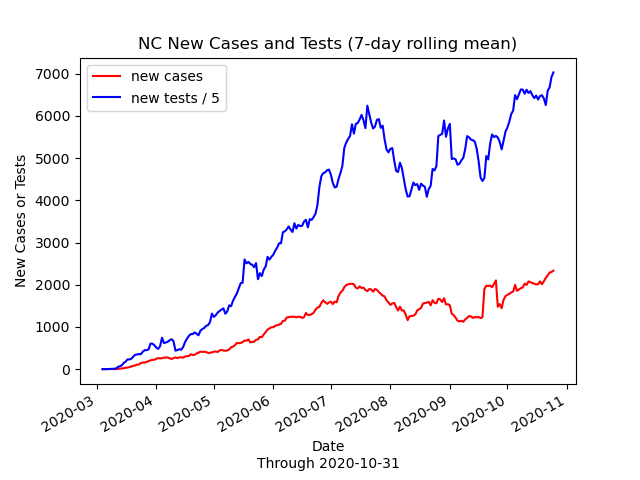 NC New Cases and Tests (7-day rolling mean)
new cases
new tests / 5
New Cases or Tests
7000
6000
5000
4000
3000
2000
1000
0
2020-03
2020-04
2020-05
2020-06
2020-07
2020-08
2020-09
2020-10
2020-11
Date
Through 2020-10-31